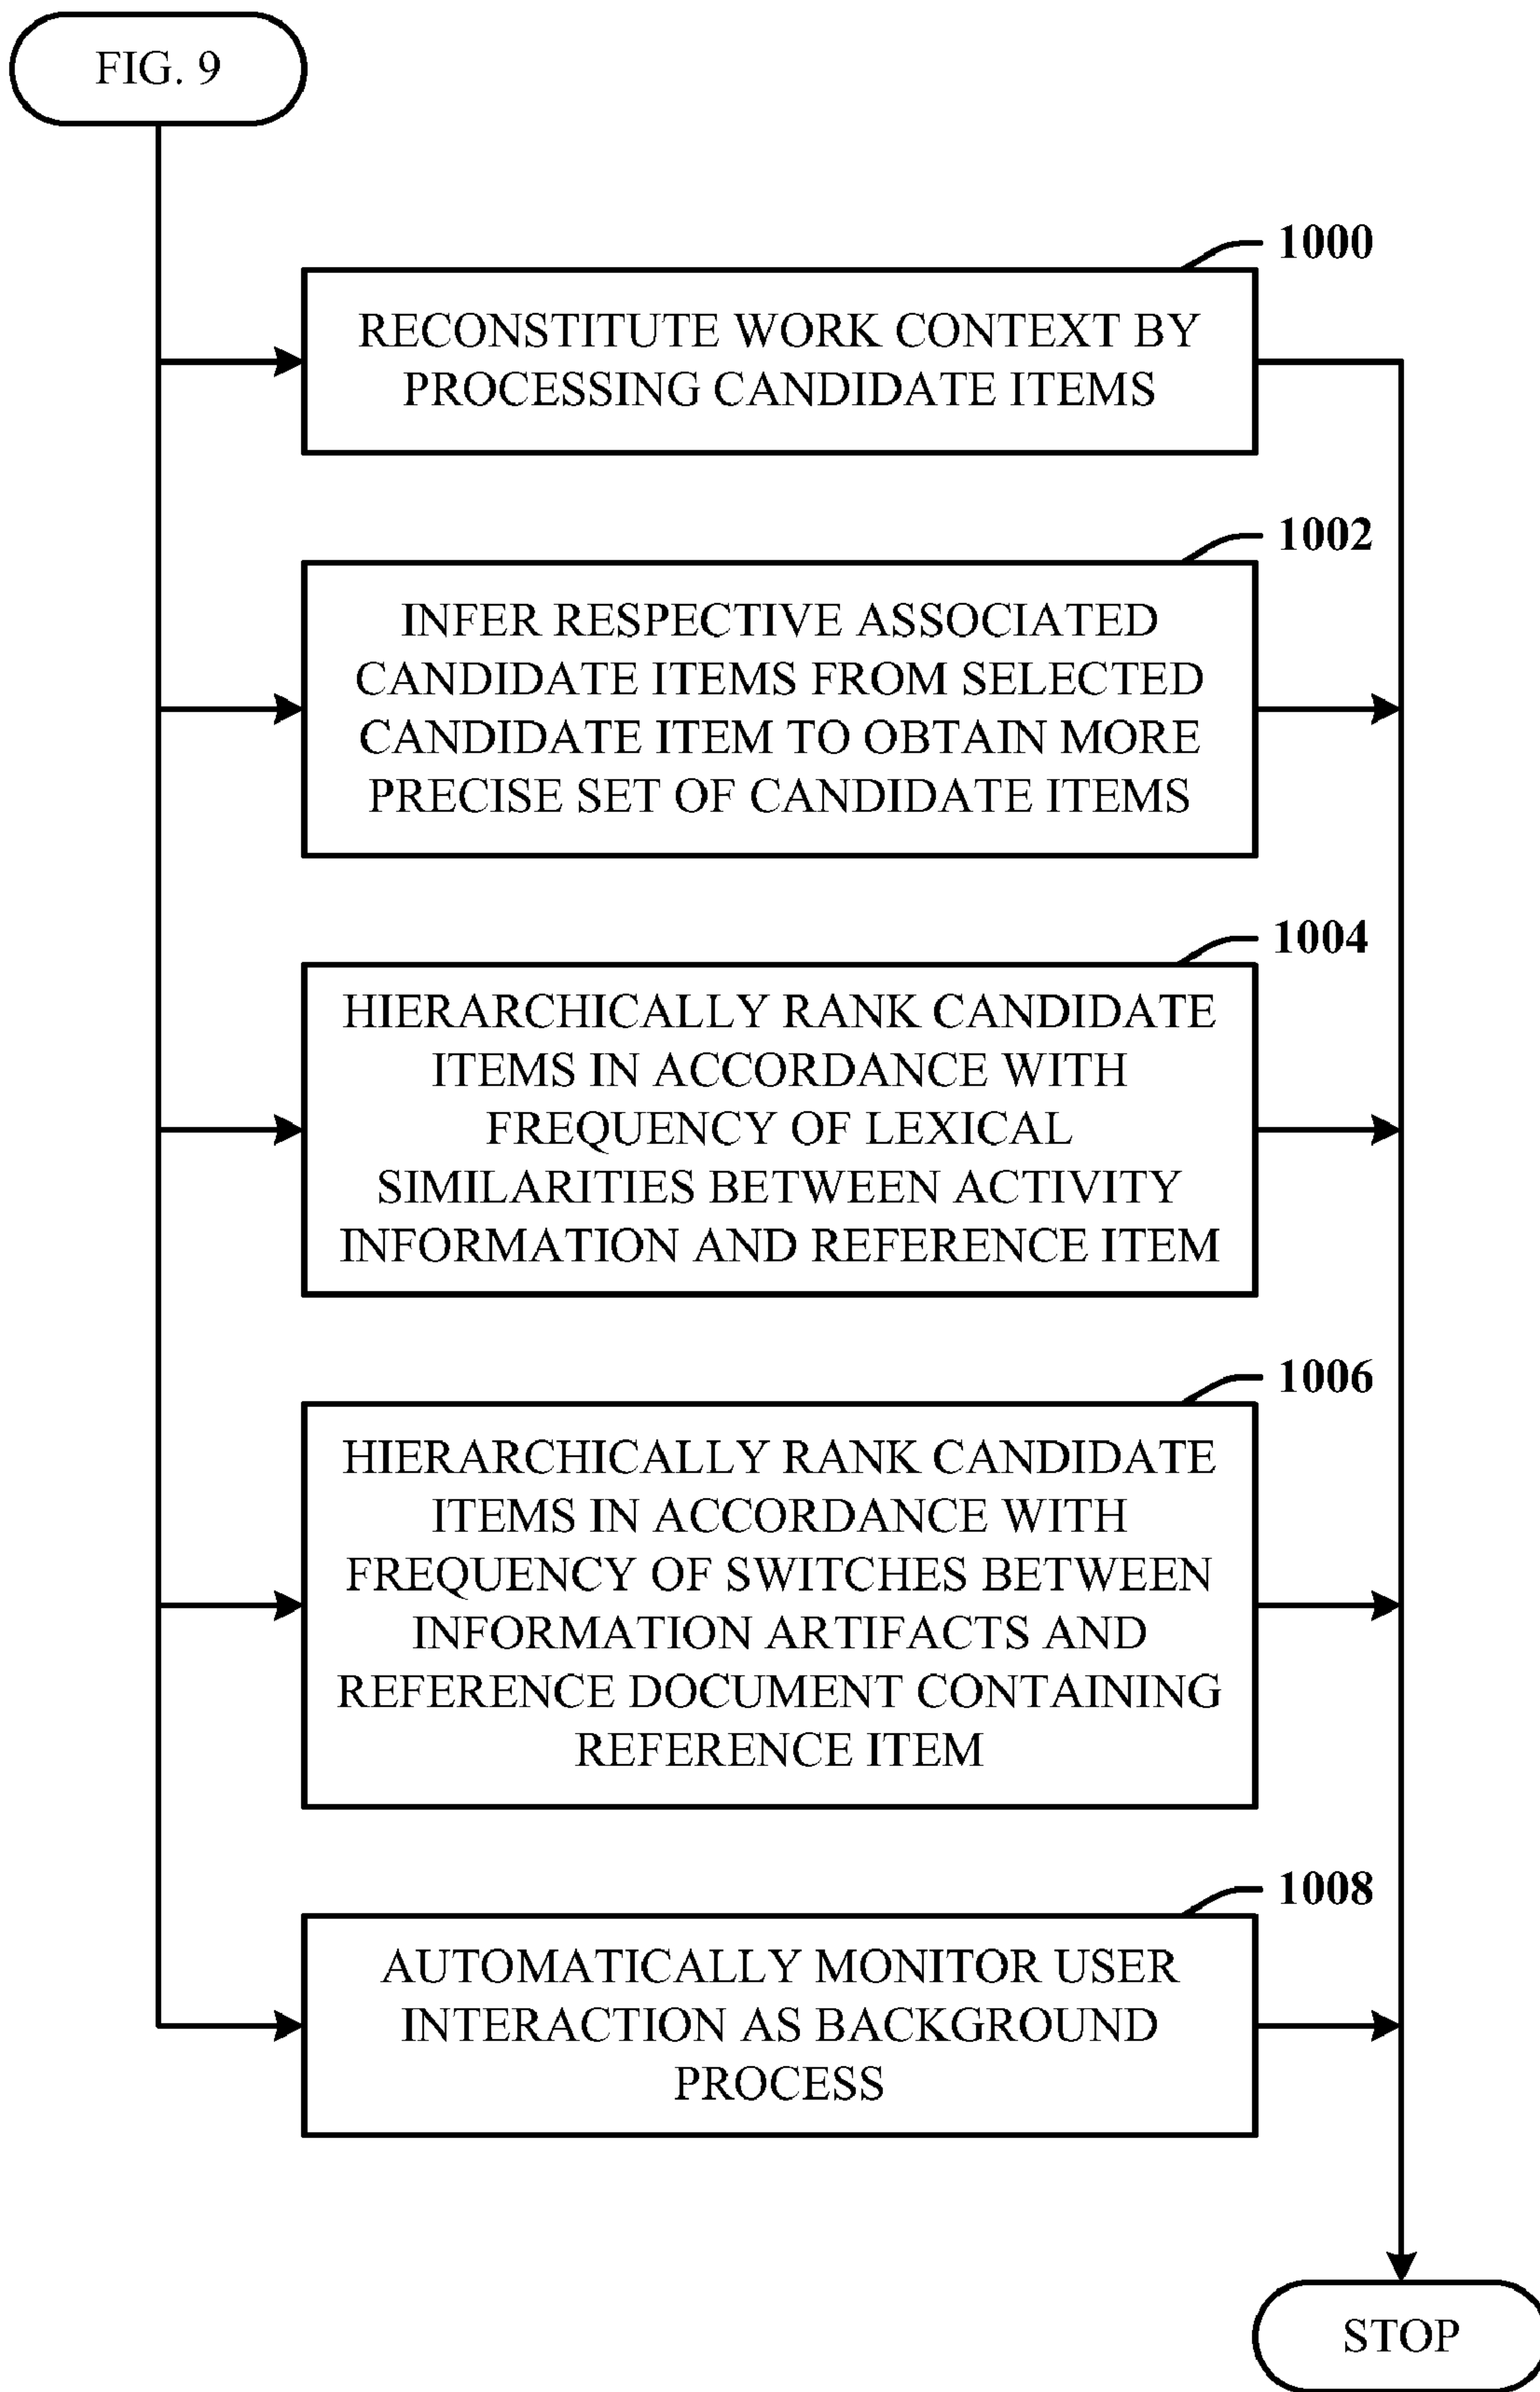 FIG. 9
1000
RECONSTITUTE WORK CONTEXT BY
PROCESSING CANDIDATE ITEMS
1002
INFER RESPECTIVE ASSOCIATED
CANDIDATE ITEMS FROM SELECTED
CANDIDATE ITEM TO OBTAIN MORE
PRECISE SET OF CANDIDATE ITEMS
1004
HIERARCHICALLY RANK CANDIDATE
ITEMS IN ACCORDANCE WITH
FREQUENCY OF LEXICAL
SIMILARITIES BETWEEN ACTIVITY
INFORMATION AND REFERENCE ITEM
1006
HIERARCHICALLY RANK CANDIDATE
ITEMS IN ACCORDANCE WITH
FREQUENCY OF SWITCHES BETWEEN
INFORMATION ARTIFACTS AND
REFERENCE DOCUMENT CONTAINING
REFERENCE ITEM
1008
AUTOMATICALLY MONITOR USER
INTERACTION AS BACKGROUND
PROCESS
STOP